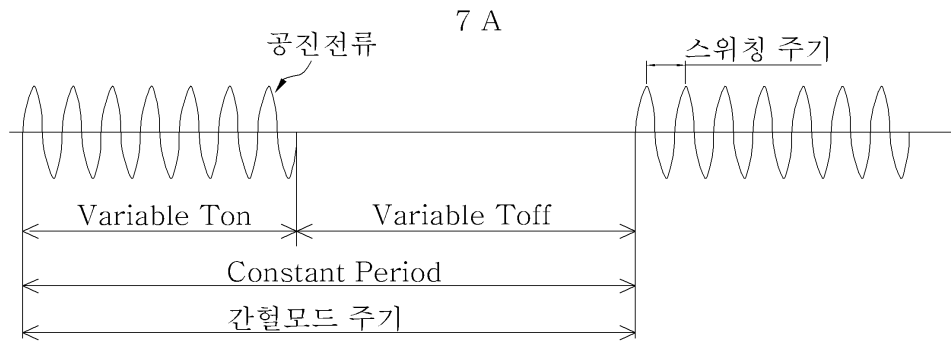 7 A
공진전류
스위칭 주기
Variable Ton
Variable Toff
Constant Period
간헐모드 주기